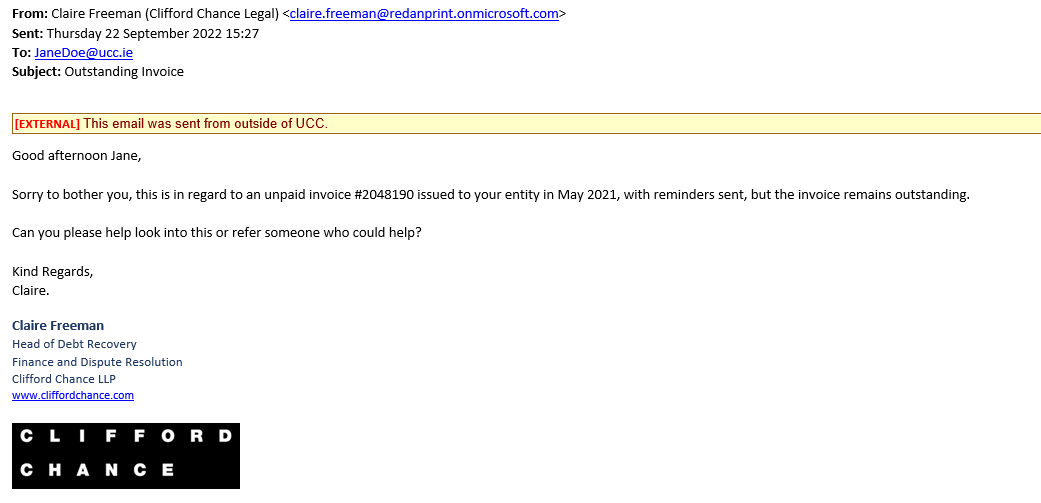 From: Claire Freeman (Clifford Chance Legal) <claire.freeman@redanprint.onmicrosoft.com>
Sent: Thursday 22 September 2022 15:27
To: JaneDoe@ucc.ie
Subject: Outstanding Invoice
[EXTERNAL] This email was sent from outside of UCC.
Good afternoon Jane,
Sorry to bother you, this is in regard to an unpaid invoice #2048190 issued to your entity in May 2021, with reminders sent, but the invoice remains outstanding.
Can you please help look into this or refer someone who could help?
Kind Regards,
Claire.
Claire Freeman
Head of Debt Recovery
Finance and Dispute Resolution
Clifford Chance LLP
www.cliffordchance.com
CLIFFORD
CHANCE